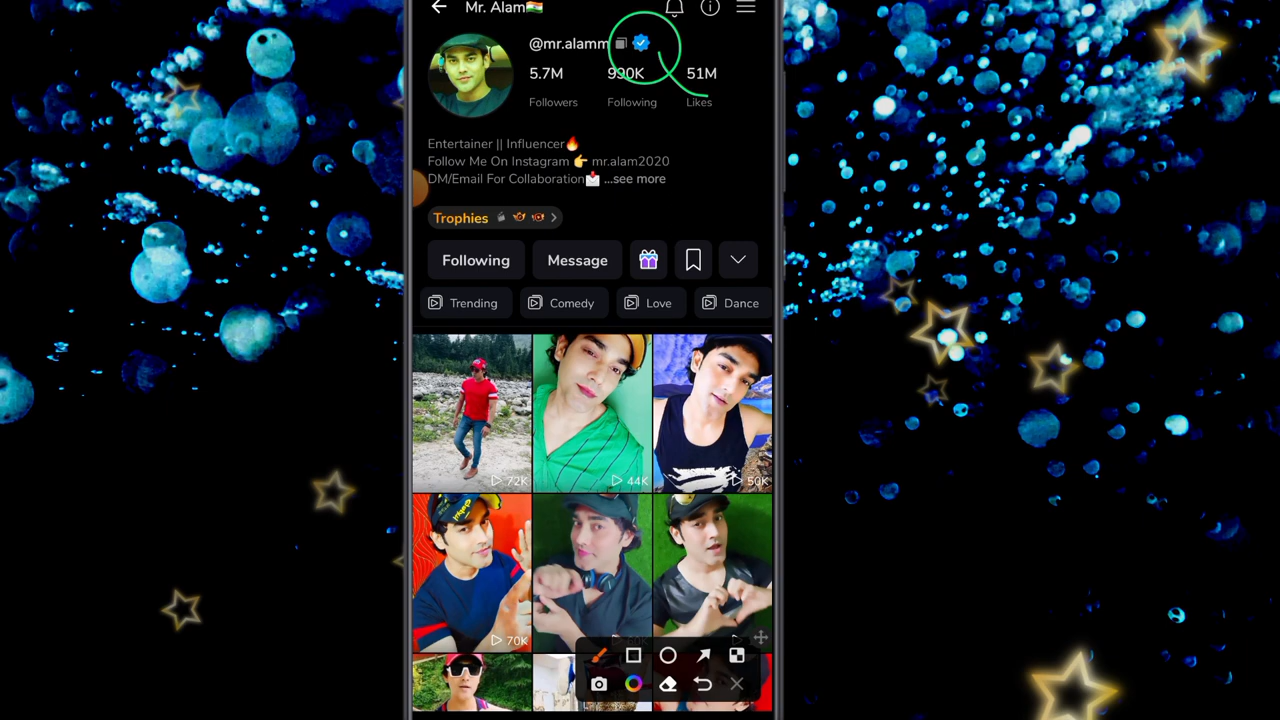 Mr. Alam🇮🇳
@mr.alamm
5.7M 990K 51M
Followers Following Likes
Entertainer || Influencer🔥
Follow Me On Instagram 👉 mr.alam2020
DM/Email For Collaboration📩 ...see more
Trophies
Following Message
Trending Comedy Love Dance
72K 44K 50K
70K